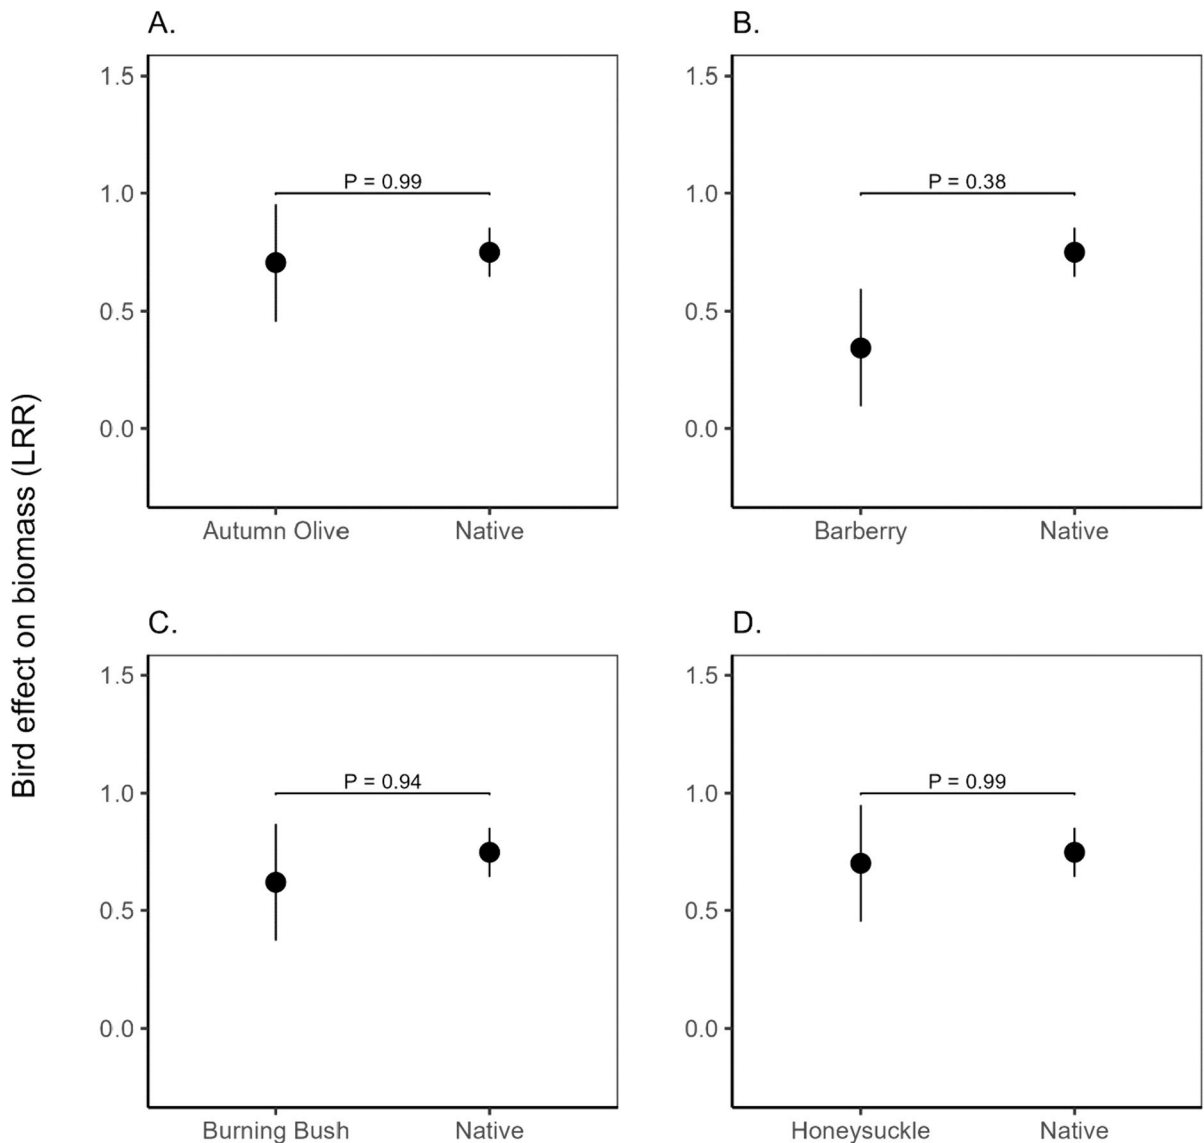 Bird effect on biomass (LRR)
A.
1.5
1.0
0.5
0.0
P = 0.99
Autumn Olive Native
B.
1.5
1.0
0.5
0.0
P = 0.38
Barberry Native
C.
1.5
1.0
0.5
0.0
P = 0.94
Burning Bush Native
D.
1.5
1.0
0.5
0.0
P = 0.99
Honeysuckle Native